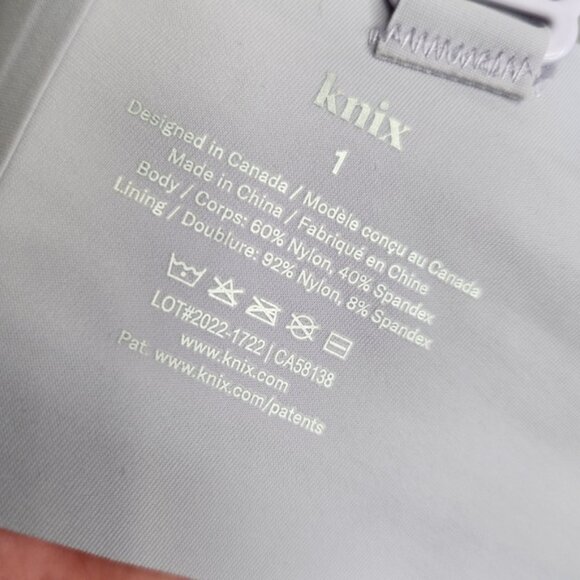 knix
1
Designed in Canada / Modèle conçu au Canada
Made in China / Fabriqué en Chine
Body / Corps: 60% Nylon, 40% Spandex
Lining / Doublure: 92% Nylon, 8% Spandex
LOT#2022-1722 | CA58138
www.knix.com
Pat. www.knix.com/patents